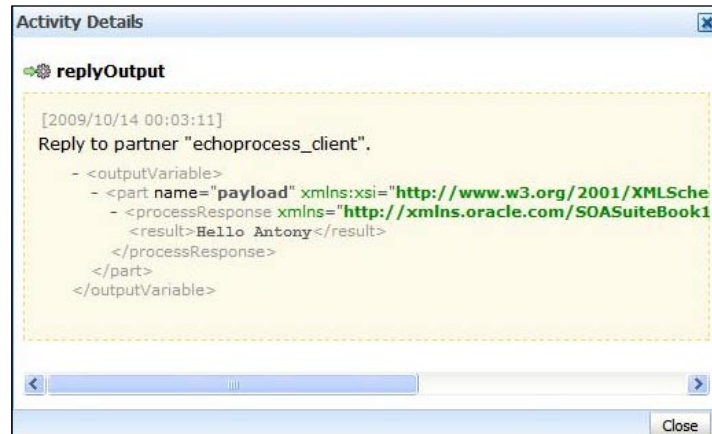 Activity Details
replyOutput
[2009/10/14 00:03:11]
Reply to partner "echoprocess_client".
- <outputVariable>
- <part name="payload" xmlns:xsi="http://www.w3.org/2001/XMLSche
- <processResponse xmlns="http://xmlns.oracle.com/SOASuiteBook1
<result>Hello Antony</result>
</processResponse>
</part>
</outputVariable>
Close